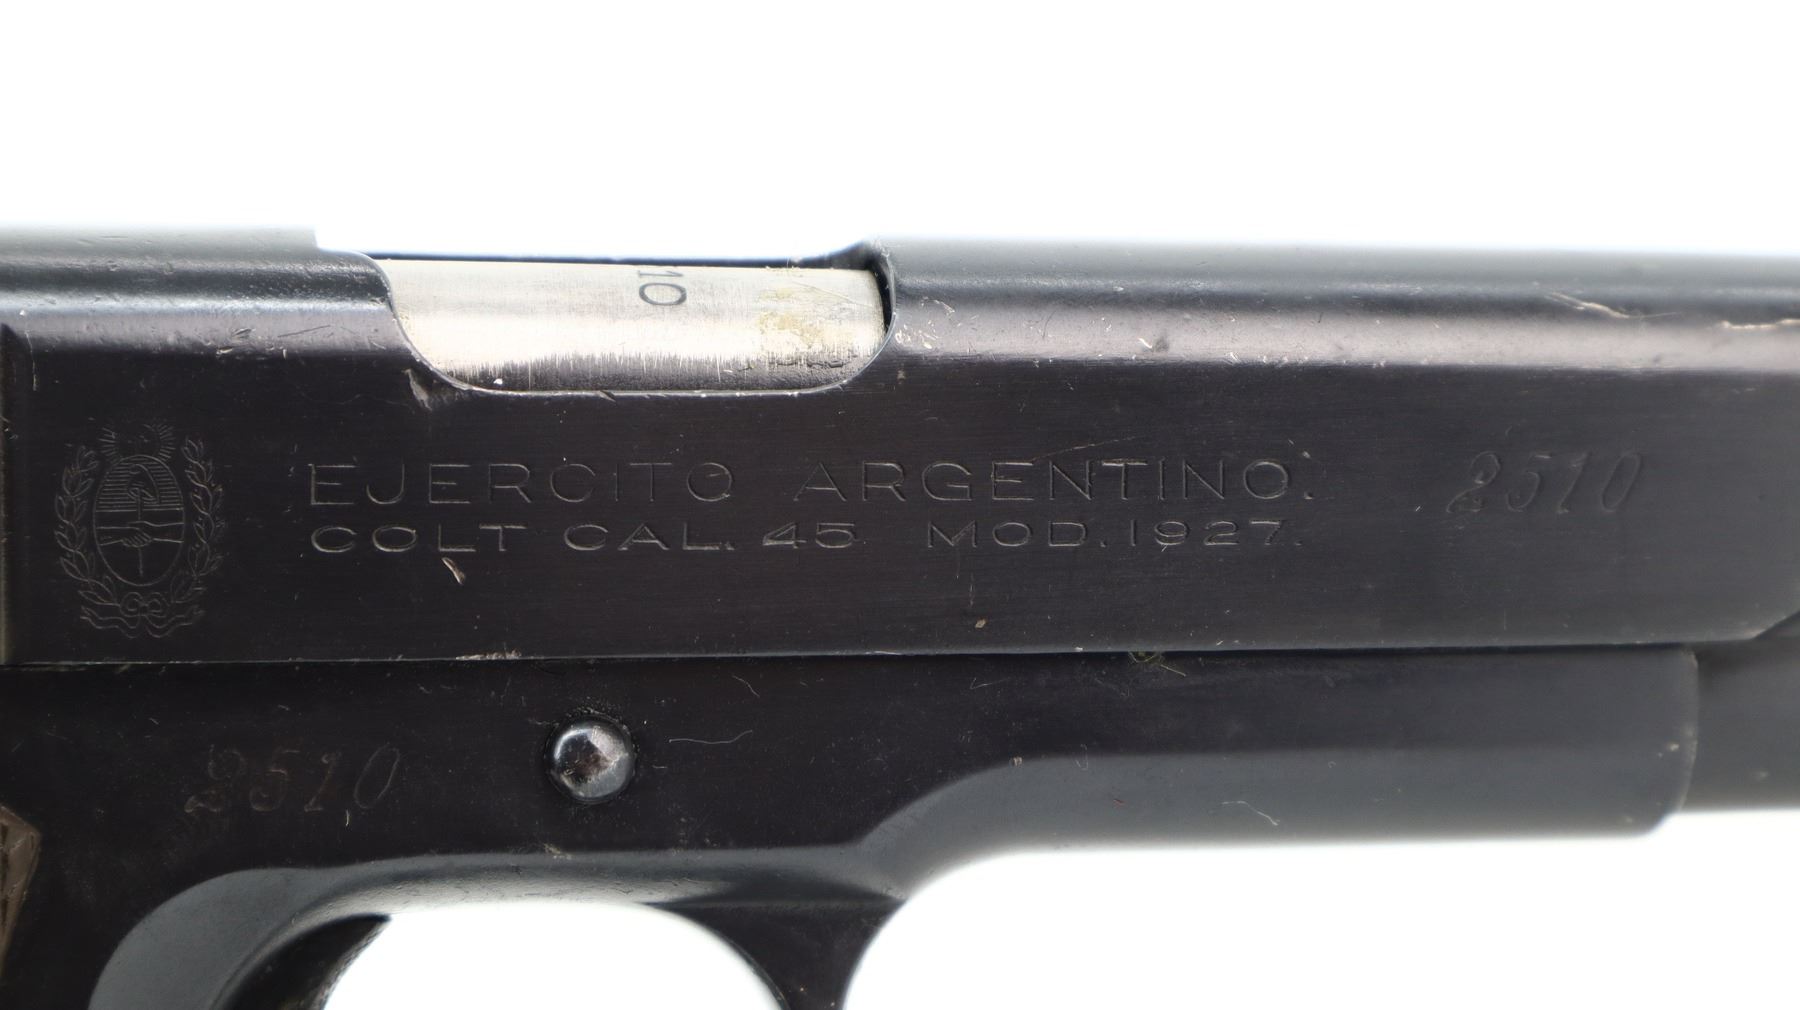 10
EJERCITO ARGENTINO.
COLT CAL. 45 MOD. 1927.
2510
2510